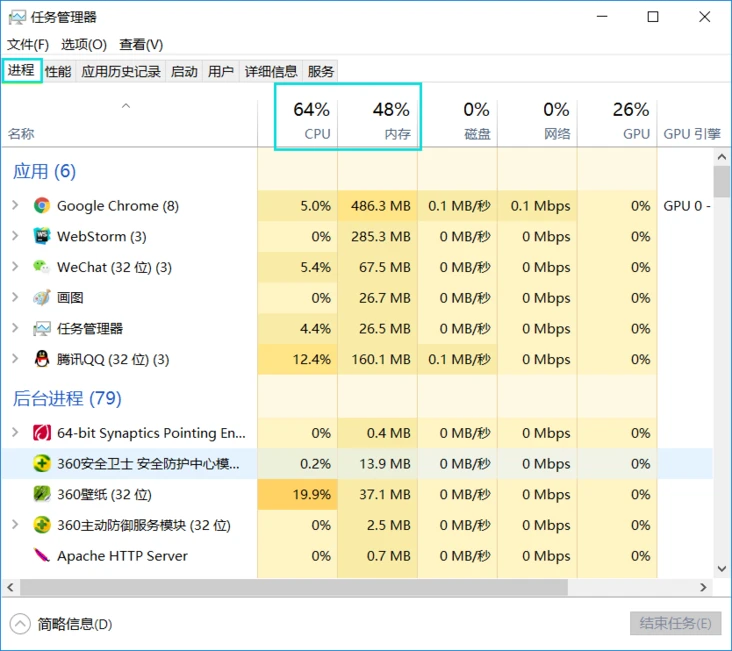 任务管理器
文件(F) 选项(O) 查看(V)
进程 性能 应用历史记录 启动 用户 详细信息 服务
64% 48% 0% 0% 26%
名称 CPU 内存 磁盘 网络 GPU GPU 引擎
应用 (6)
Google Chrome (8) 5.0% 486.3 MB 0.1 MB/秒 0.1 Mbps 0% GPU 0 -
WebStorm (3) 0% 285.3 MB 0 MB/秒 0 Mbps 0%
WeChat (32 位) (3) 5.4% 67.5 MB 0 MB/秒 0 Mbps 0%
画图 0% 26.7 MB 0 MB/秒 0 Mbps 0%
任务管理器 4.4% 26.5 MB 0 MB/秒 0 Mbps 0%
腾讯QQ (32 位) (3) 12.4% 160.1 MB 0.1 MB/秒 0 Mbps 0%
后台进程 (79)
64-bit Synaptics Pointing En... 0% 0.4 MB 0 MB/秒 0 Mbps 0%
360安全卫士 安全防护中心模... 0.2% 13.9 MB 0 MB/秒 0 Mbps 0%
360壁纸 (32 位) 19.9% 37.1 MB 0 MB/秒 0 Mbps 0%
360主动防御服务模块 (32 位) 0% 2.5 MB 0 MB/秒 0 Mbps 0%
Apache HTTP Server 0% 0.7 MB 0 MB/秒 0 Mbps 0%
简略信息(D) 结束任务(E)